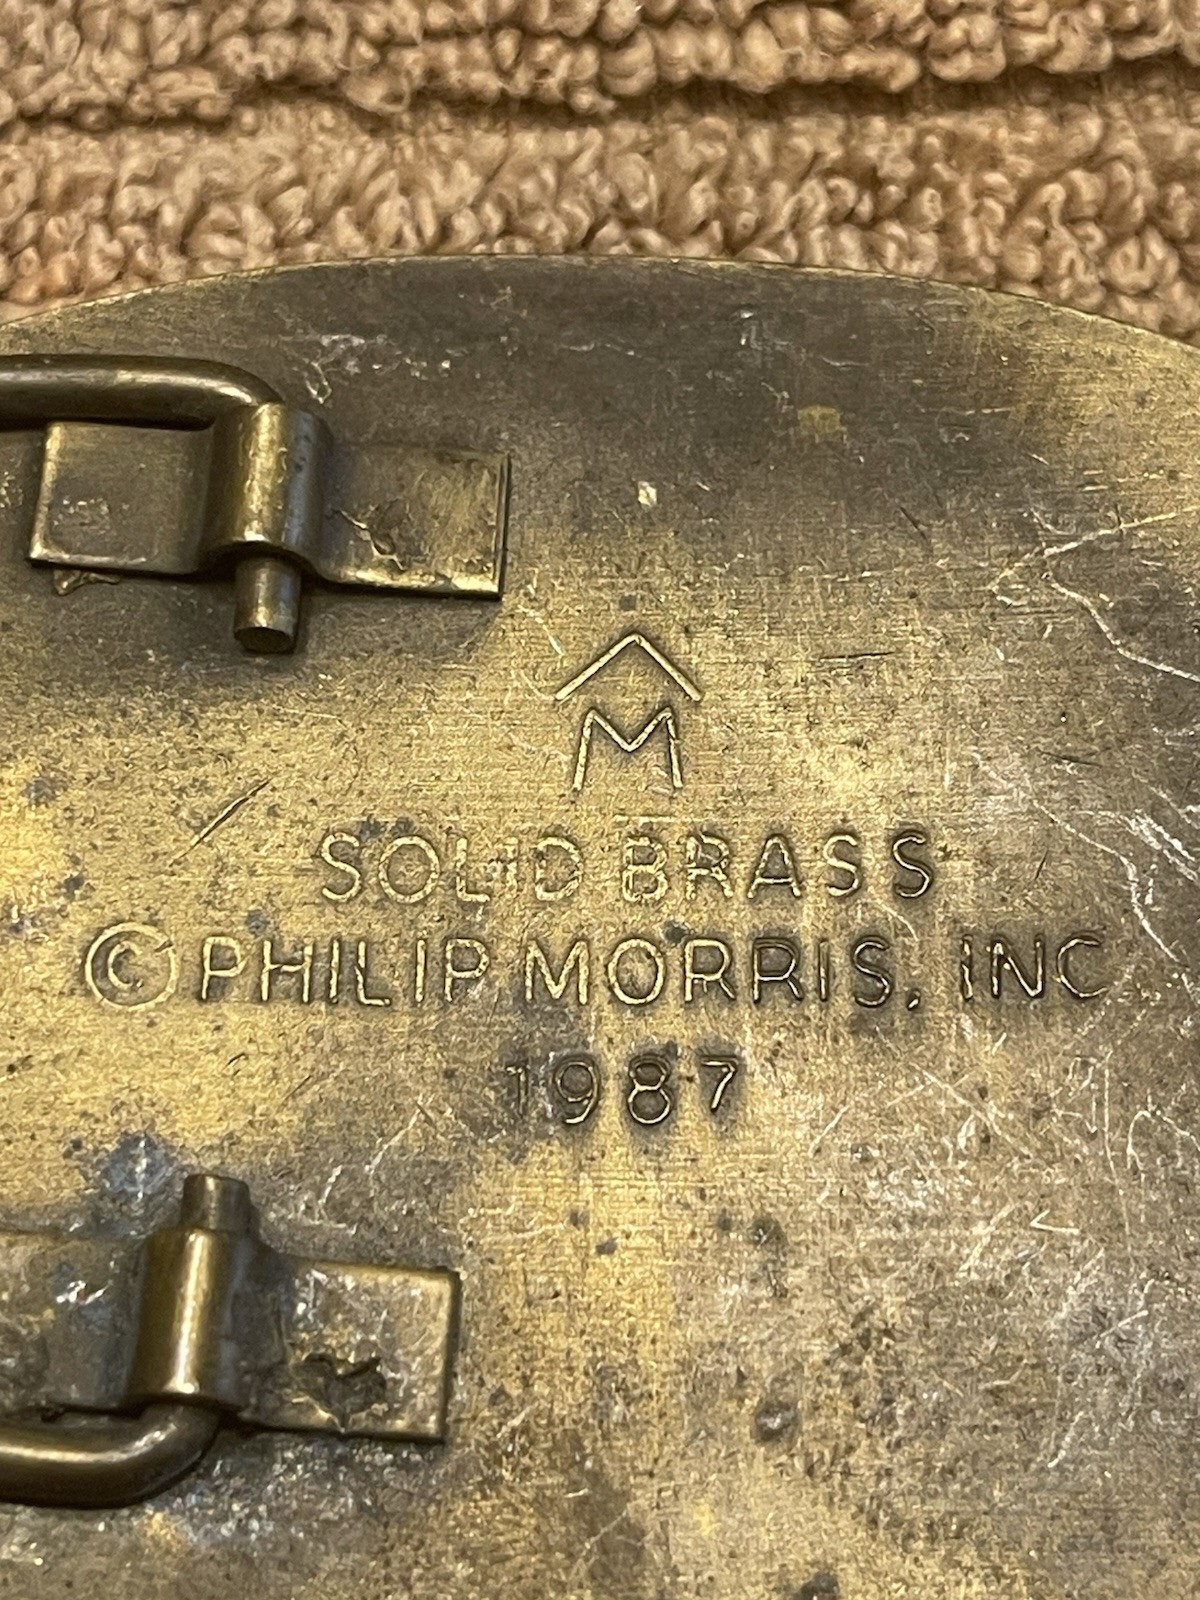 M
SOLID BRASS
© PHILIP MORRIS, INC
1987